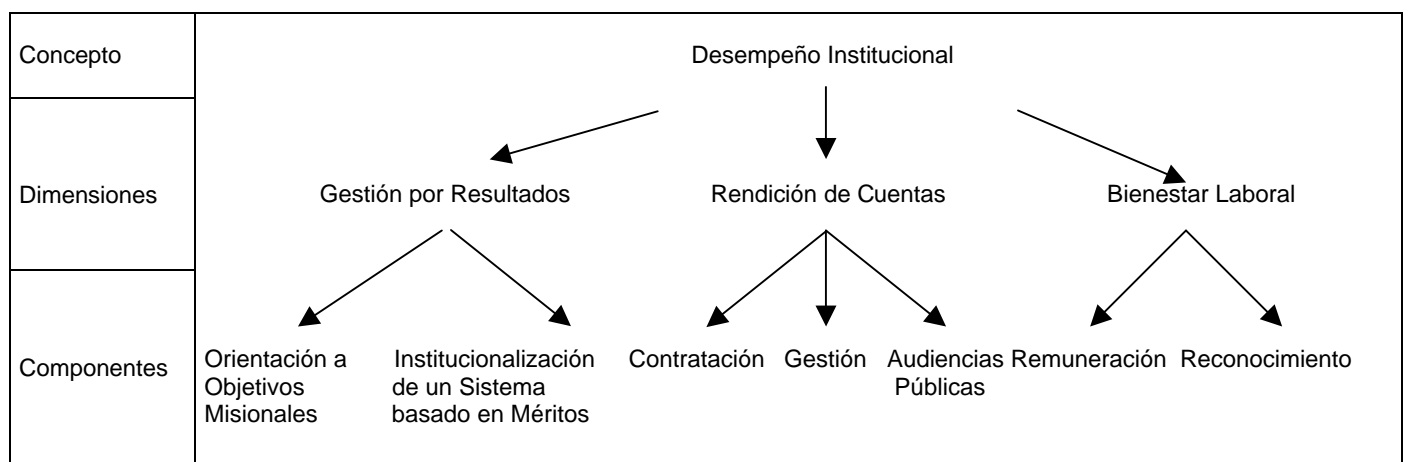 Concepto
Desempeño Institucional
Dimensiones
Gestión por Resultados
Rendición de Cuentas
Bienestar Laboral
Componentes
Orientación a
Objetivos
Misionales
Institucionalización
de un Sistema
basado en Méritos
Contratación
Gestión
Audiencias
Públicas
Remuneración
Reconocimiento